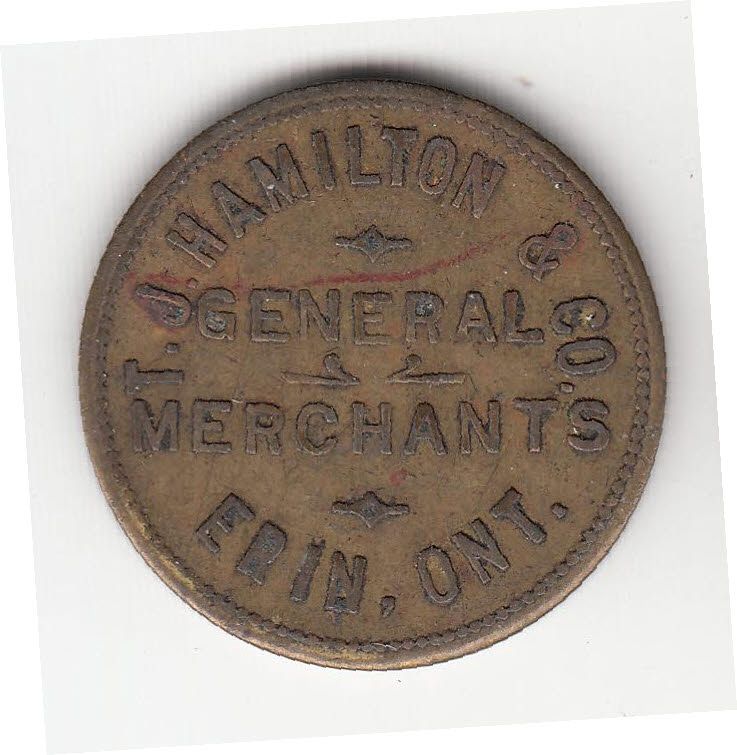 T. J. HAMILTON & CO.
GENERAL
MERCHANTS
ERIN, ONT.